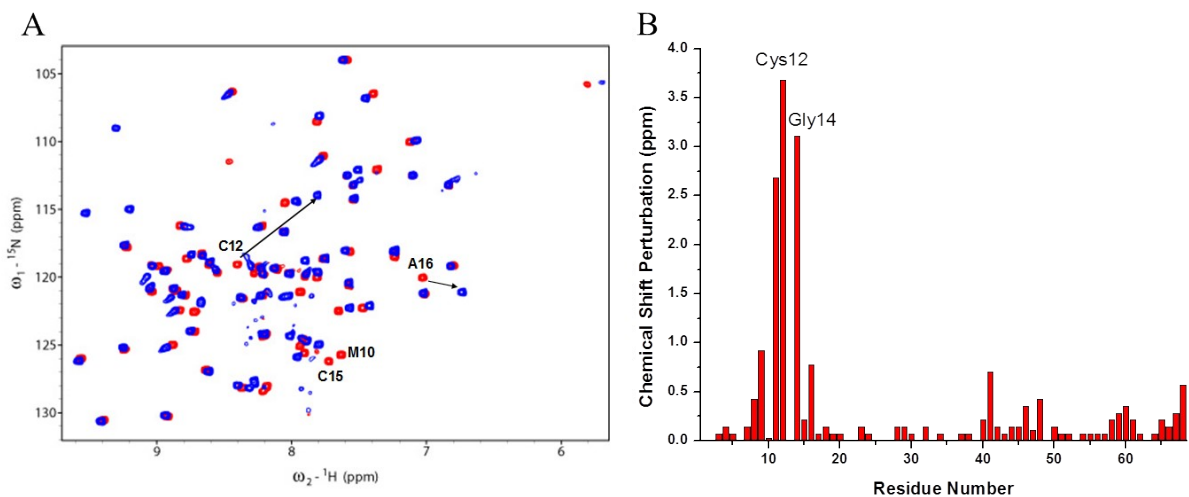 A
105
110
115
120
125
130
ω1 - 15N (ppm)
C12
A16
M10
C15
9
8
7
6
ω2 - 1H (ppm)
B
4.0
3.5
3.0
2.5
2.0
1.5
1.0
0.5
0.0
Chemical Shift Perturbation (ppm)
Cys12
Gly14
10
20
30
40
50
60
Residue Number